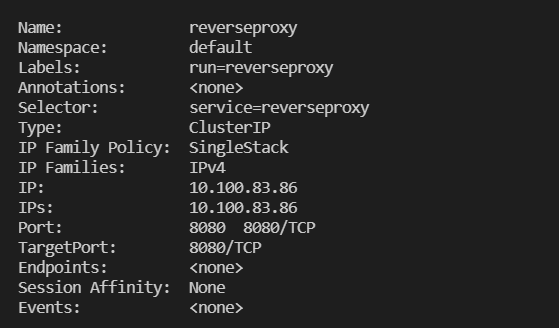 Name: reverseproxy
Namespace: default
Labels: run=reverseproxy
Annotations: <none>
Selector: service=reverseproxy
Type: ClusterIP
IP Family Policy: SingleStack
IP Families: IPv4
IP: 10.100.83.86
IPs: 10.100.83.86
Port: 8080 8080/TCP
TargetPort: 8080/TCP
Endpoints: <none>
Session Affinity: None
Events: <none>